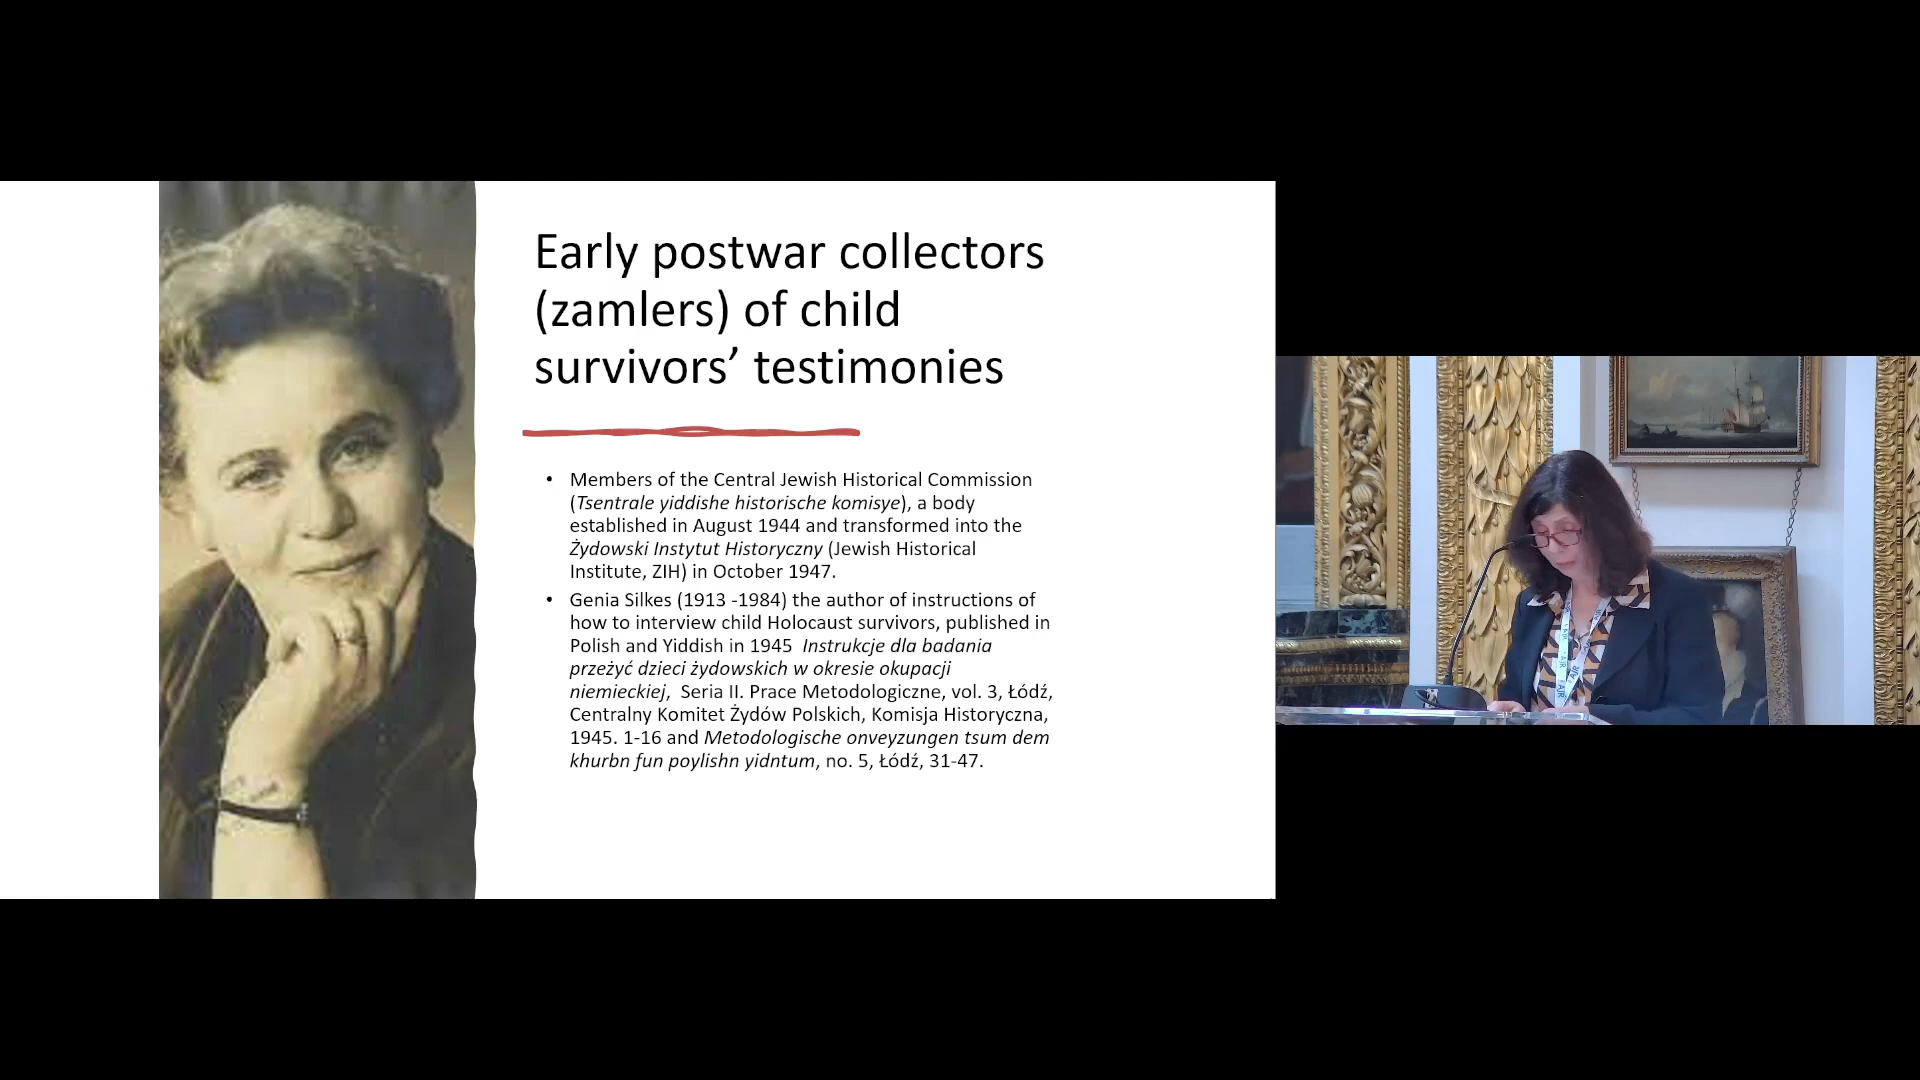 Early postwar collectors
(zamlers) of child
survivors’ testimonies
• Members of the Central Jewish Historical Commission
(Tsentrale yiddishe historische komisye), a body
established in August 1944 and transformed into the
Żydowski Instytut Historyczny (Jewish Historical
Institute, ZIH) in October 1947.
• Genia Silkes (1913 -1984) the author of instructions of
how to interview child Holocaust survivors, published in
Polish and Yiddish in 1945 Instrukcje dla badania
przeżyć dzieci żydowskich w okresie okupacji
niemieckiej, Seria II. Prace Metodologiczne, vol. 3, Łódź,
Centralny Komitet Żydów Polskich, Komisja Historyczna,
1945. 1-16 and Metodologische onveyzungen tsum dem
khurbn fun poylishn yidntum, no. 5, Łódź, 31-47.